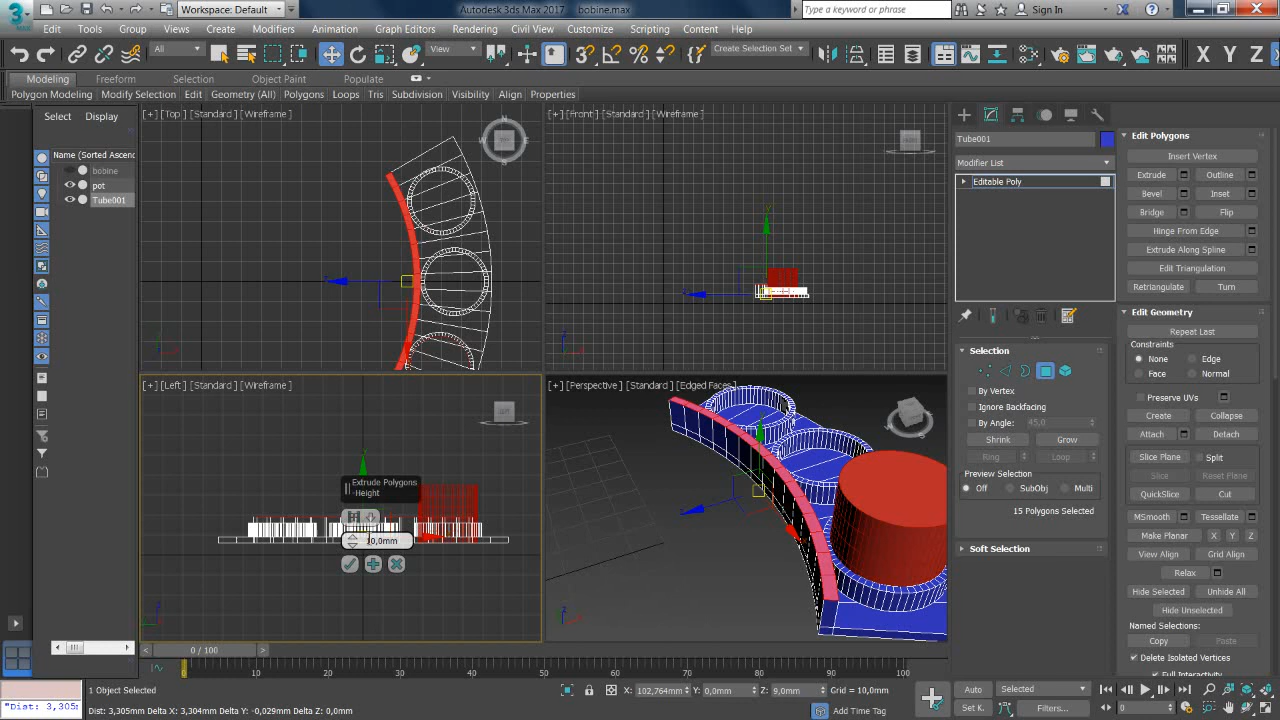 3 MAX Workspace: Default Autodesk 3ds Max 2017 bobine.max Type a keyword or phrase Sign In
Edit Tools Group Views Create Modifiers Animation Graph Editors Rendering Civil View Customize Scripting Content Help
All View Create Selection Set X Y Z
Modeling Freeform Selection Object Paint Populate
Polygon Modeling Modify Selection Edit Geometry (All) Polygons Loops Tris Subdivision Visibility Align Properties
Select Display
Name (Sorted Ascend
bobine
pot
Tube001
[+] [Top] [Standard] [Wireframe]
[+] [Front] [Standard] [Wireframe]
[+] [Left] [Standard] [Wireframe]
[+] [Perspective] [Standard] [Edged Faces]
Extrude Polygons
-Height
10,0mm
Tube001
Modifier List
Editable Poly
Selection
By Vertex
Ignore Backfacing
By Angle: 45,0
Shrink Grow
Ring Loop
Preview Selection
Off SubObj Multi
15 Polygons Selected
Soft Selection
Edit Polygons
Insert Vertex
Extrude Outline
Bevel Inset
Bridge Flip
Hinge From Edge
Extrude Along Spline
Edit Triangulation
Retriangulate Turn
Edit Geometry
Repeat Last
Constraints
None Edge
Face Normal
Preserve UVs
Create Collapse
Attach Detach
Slice Plane Split
Slice Reset Plane
QuickSlice Cut
MSmooth Tessellate
Make Planar X Y Z
View Align Grid Align
Relax
Hide Selected Unhide All
Hide Unselected
Named Selections:
Copy Paste
Delete Isolated Vertices
Full Interactivity
0 / 100
0 10 20 30 40 50 60 70 80 90 100
"Dist: 3,305m
1 Object Selected
Dist: 3,305mm Delta X: 3,304mm Delta Y: -0,029mm Delta Z: 0,0mm
X: 102,764mm Y: 0,0mm Z: 9,0mm Grid = 10,0mm
Add Time Tag
Auto Selected
Set K. Filters... 0